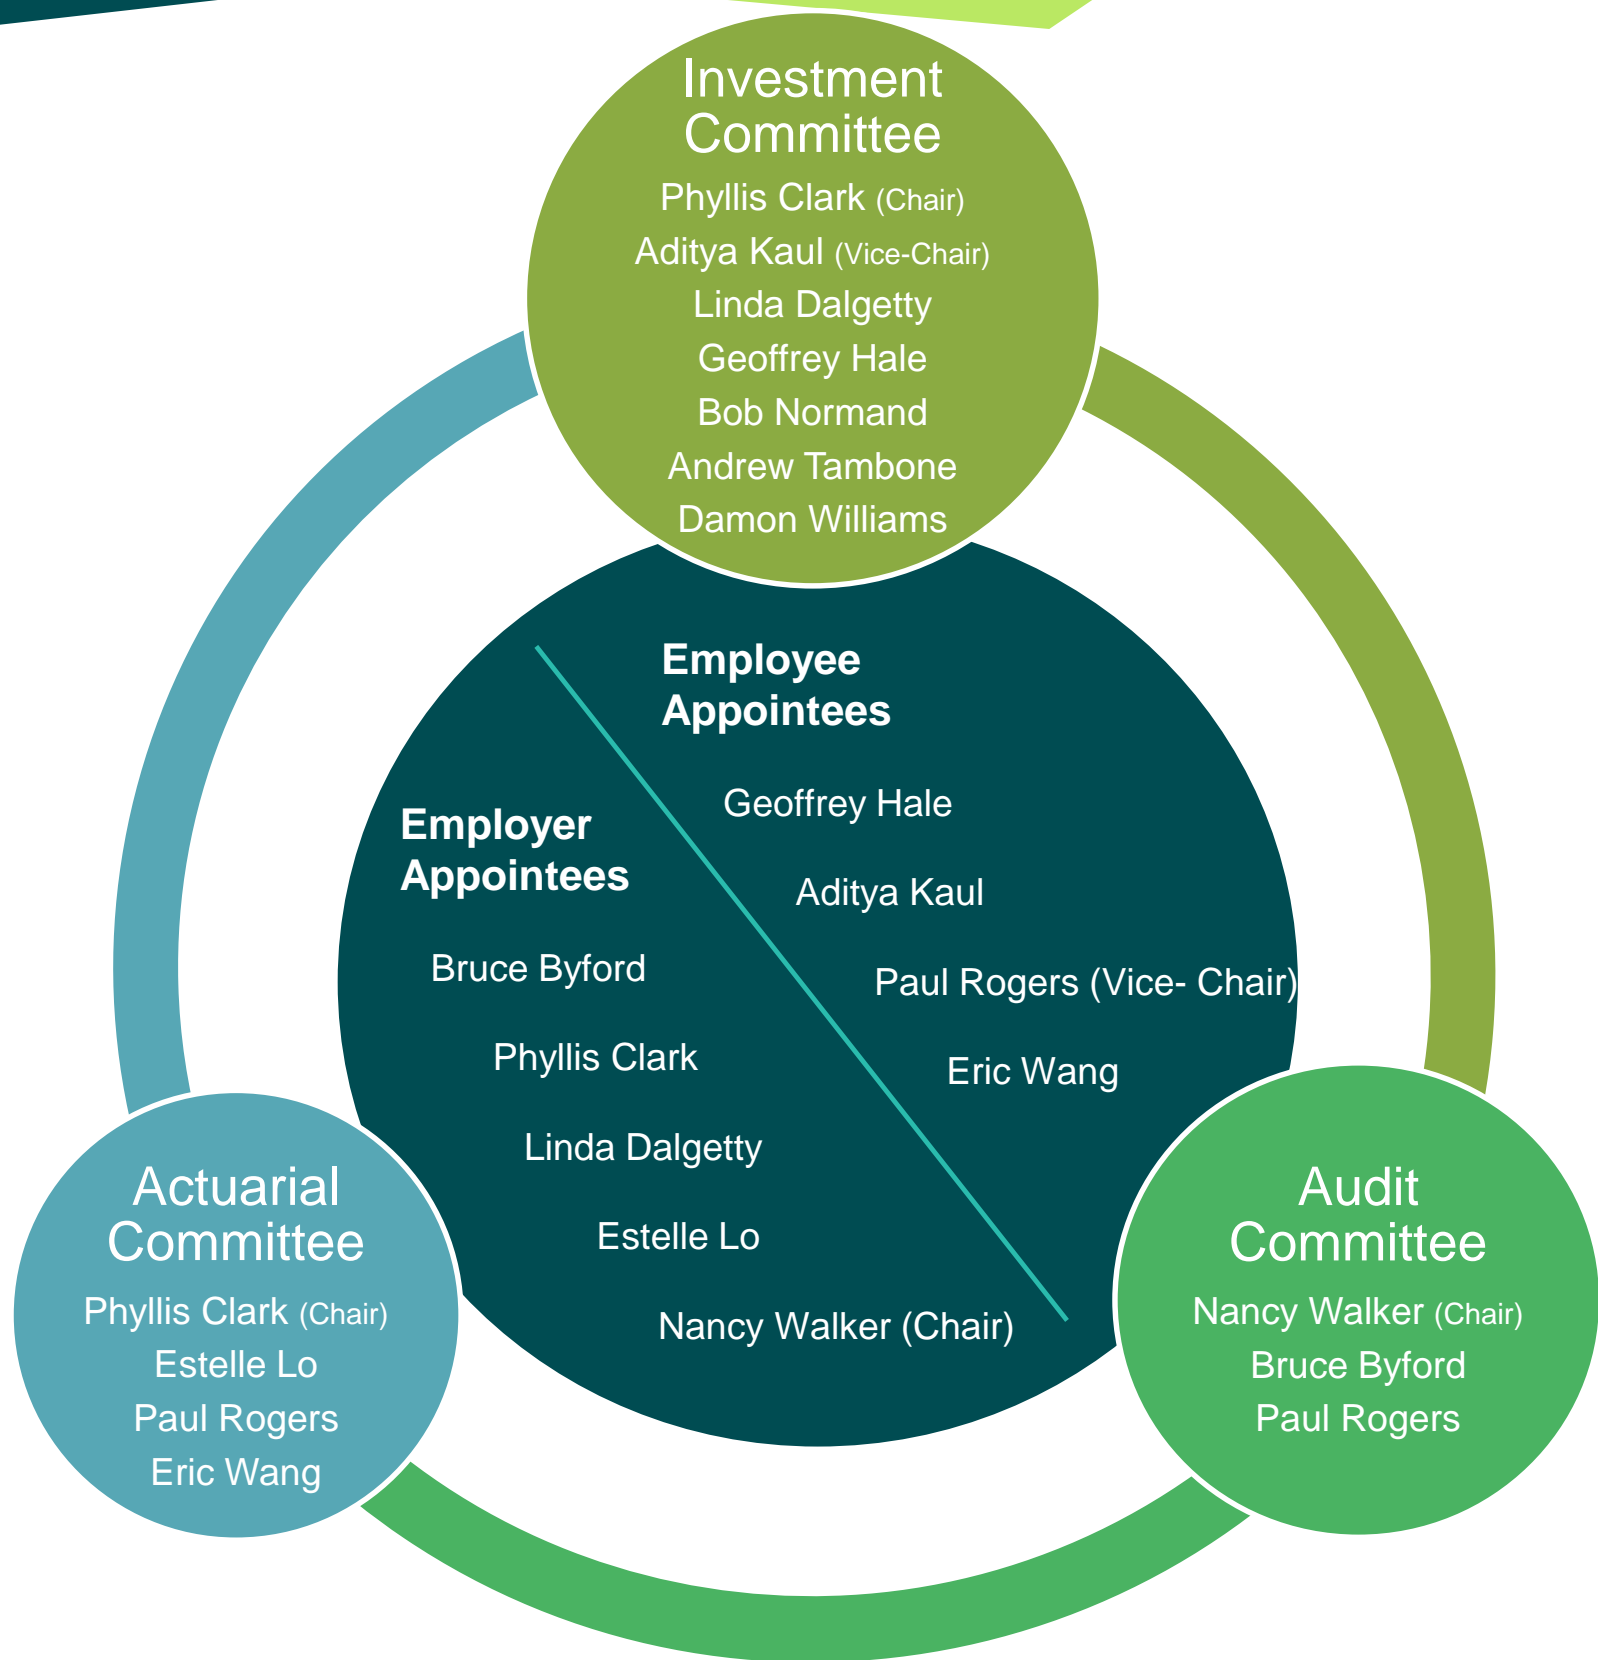 Investment
Committee
Phyllis Clark (Chair)
Aditya Kaul (Vice-Chair)
Linda Dalgetty
Geoffrey Hale
Bob Normand
Andrew Tambone
Damon Williams
Employee
Appointees
Geoffrey Hale
Aditya Kaul
Paul Rogers (Vice- Chair)
Eric Wang
Employer
Appointees
Bruce Byford
Phyllis Clark
Linda Dalgetty
Estelle Lo
Nancy Walker (Chair)
Actuarial
Committee
Phyllis Clark (Chair)
Estelle Lo
Paul Rogers
Eric Wang
Audit
Committee
Nancy Walker (Chair)
Bruce Byford
Paul Rogers